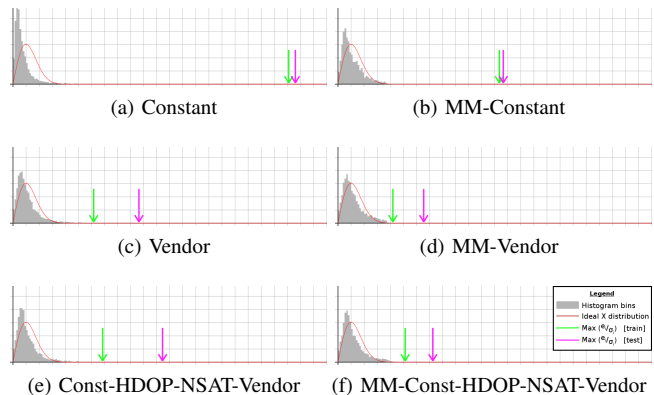 (a) Constant
(b) MM-Constant
(c) Vendor
(d) MM-Vendor
Legend
Histogram bins
Ideal X distribution
Max (e/σ) [train]
Max (e/σ) [test]
(e) Const-HDOP-NSAT-Vendor
(f) MM-Const-HDOP-NSAT-Vendor